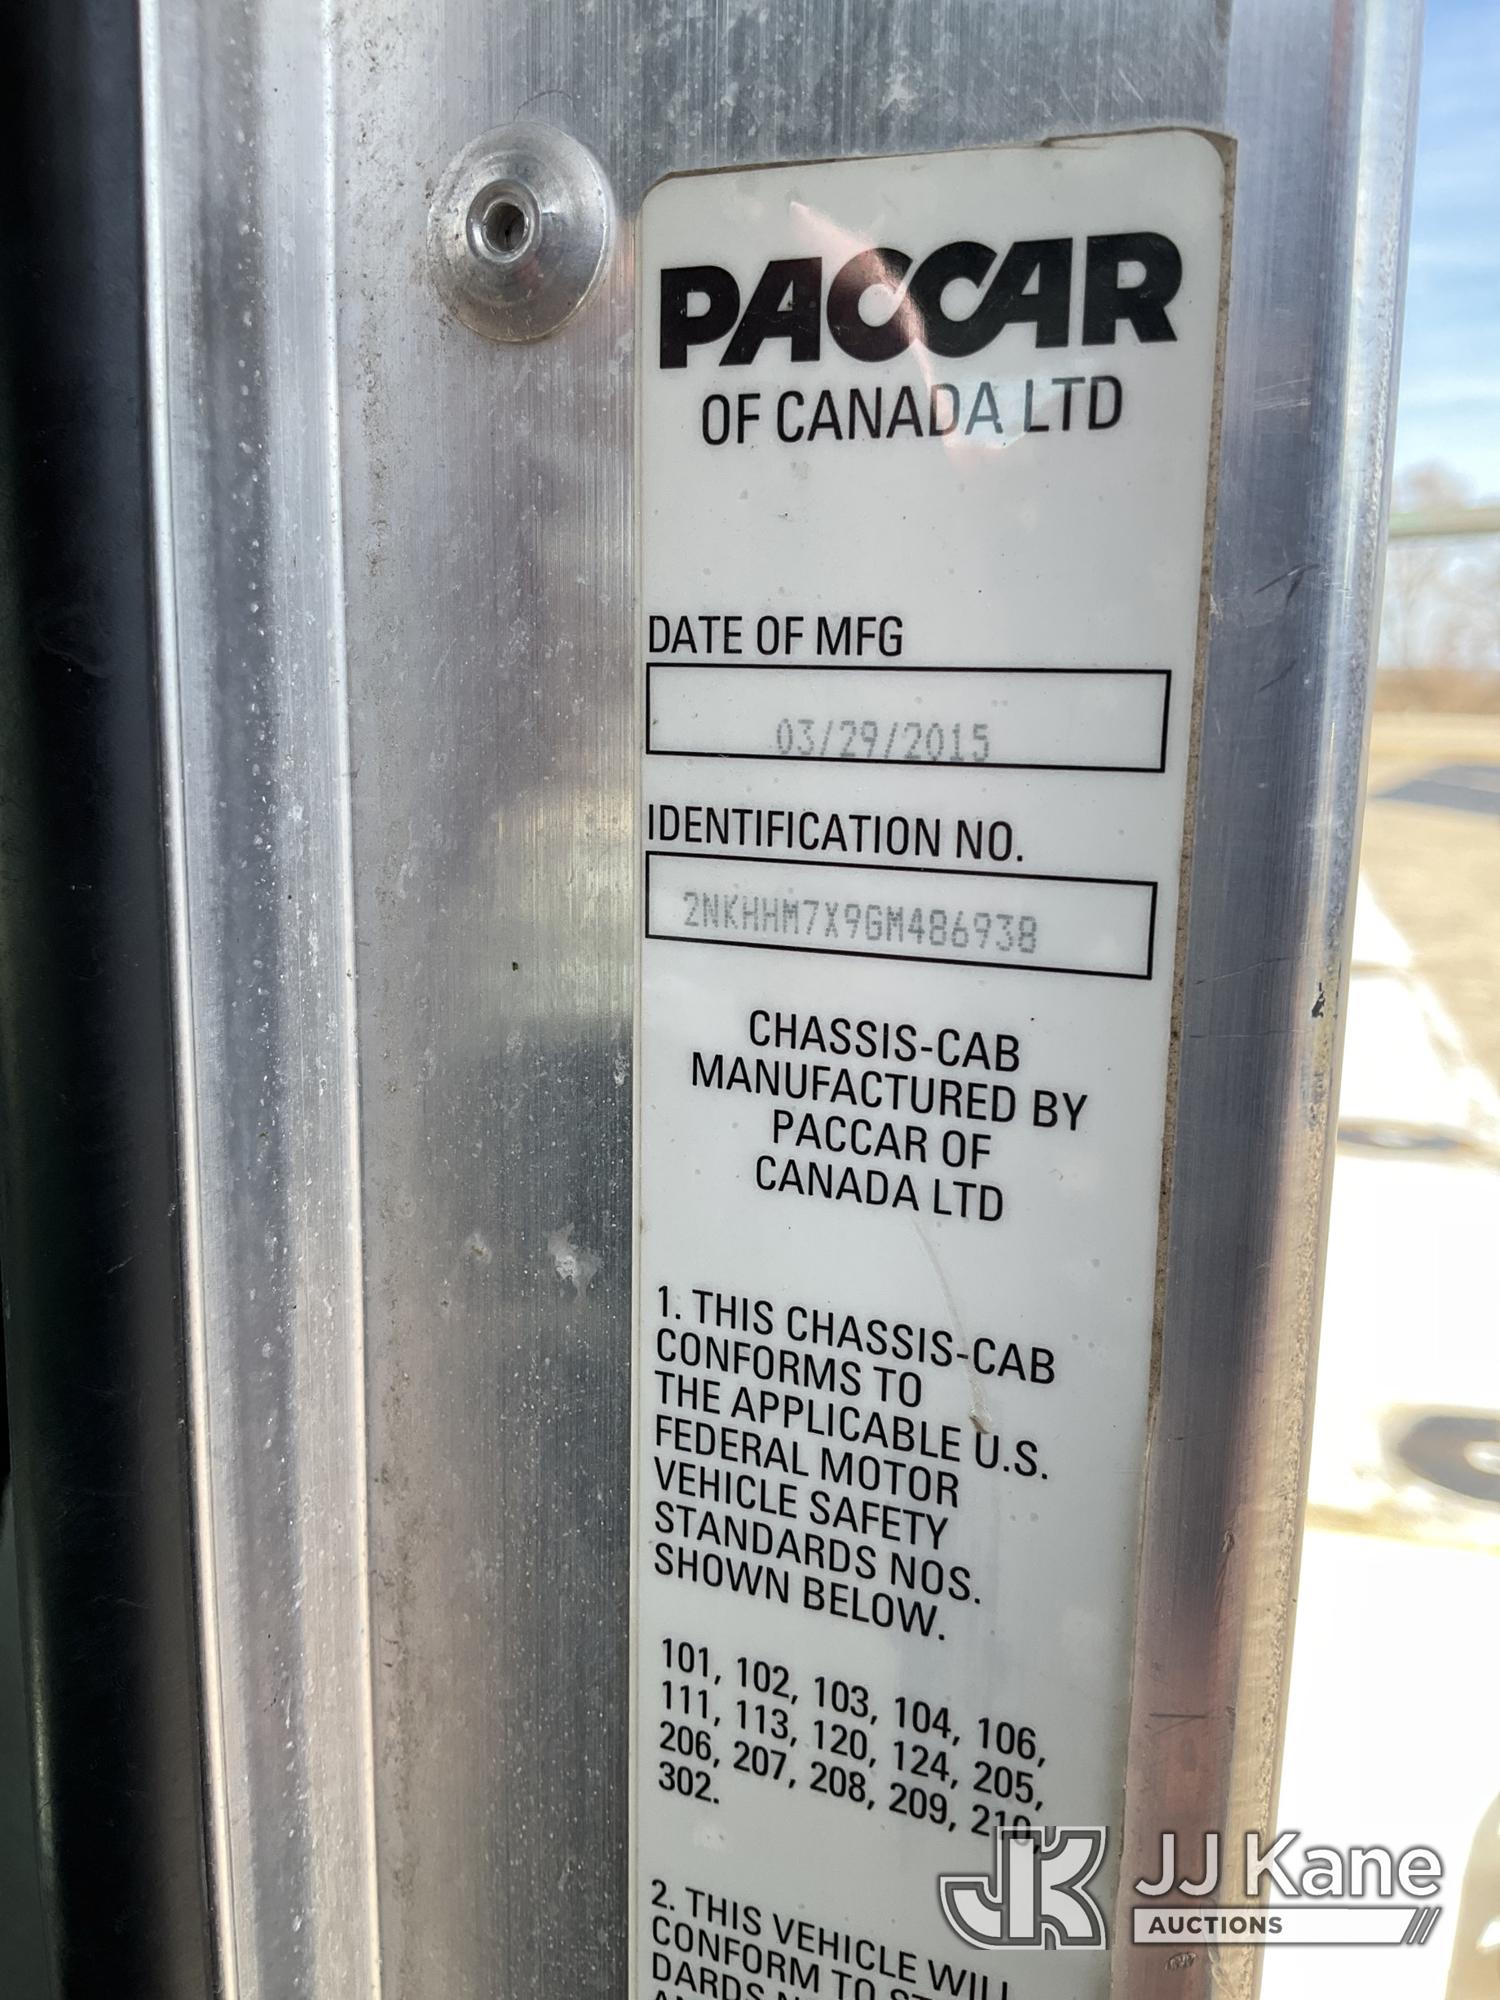 PACCAR
OF CANADA LTD
DATE OF MFG
03/29/2015
IDENTIFICATION NO.
2NKHHM7X9GM486938
CHASSIS-CAB
MANUFACTURED BY
PACCAR OF
CANADA LTD
1. THIS CHASSIS-CAB
CONFORMS TO
THE APPLICABLE U.S.
FEDERAL MOTOR
VEHICLE SAFETY
STANDARDS NOS.
SHOWN BELOW.
101, 102, 103, 104, 106,
111, 113, 120, 124, 205,
206, 207, 208, 209, 210,
302.
2. THIS VEHICLE WILL
CONFORM TO
JK JJ Kane
AUCTIONS